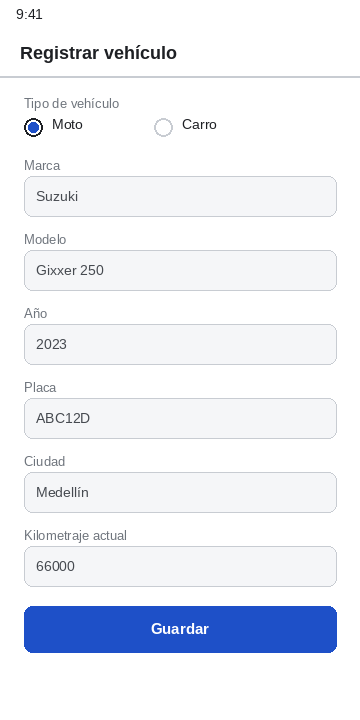 9:41
Registrar vehículo
Tipo de vehículo
Moto Carro
Marca
Suzuki
Modelo
Gixxer 250
Año
2023
Placa
ABC12D
Ciudad
Medellín
Kilometraje actual
66000
Guardar